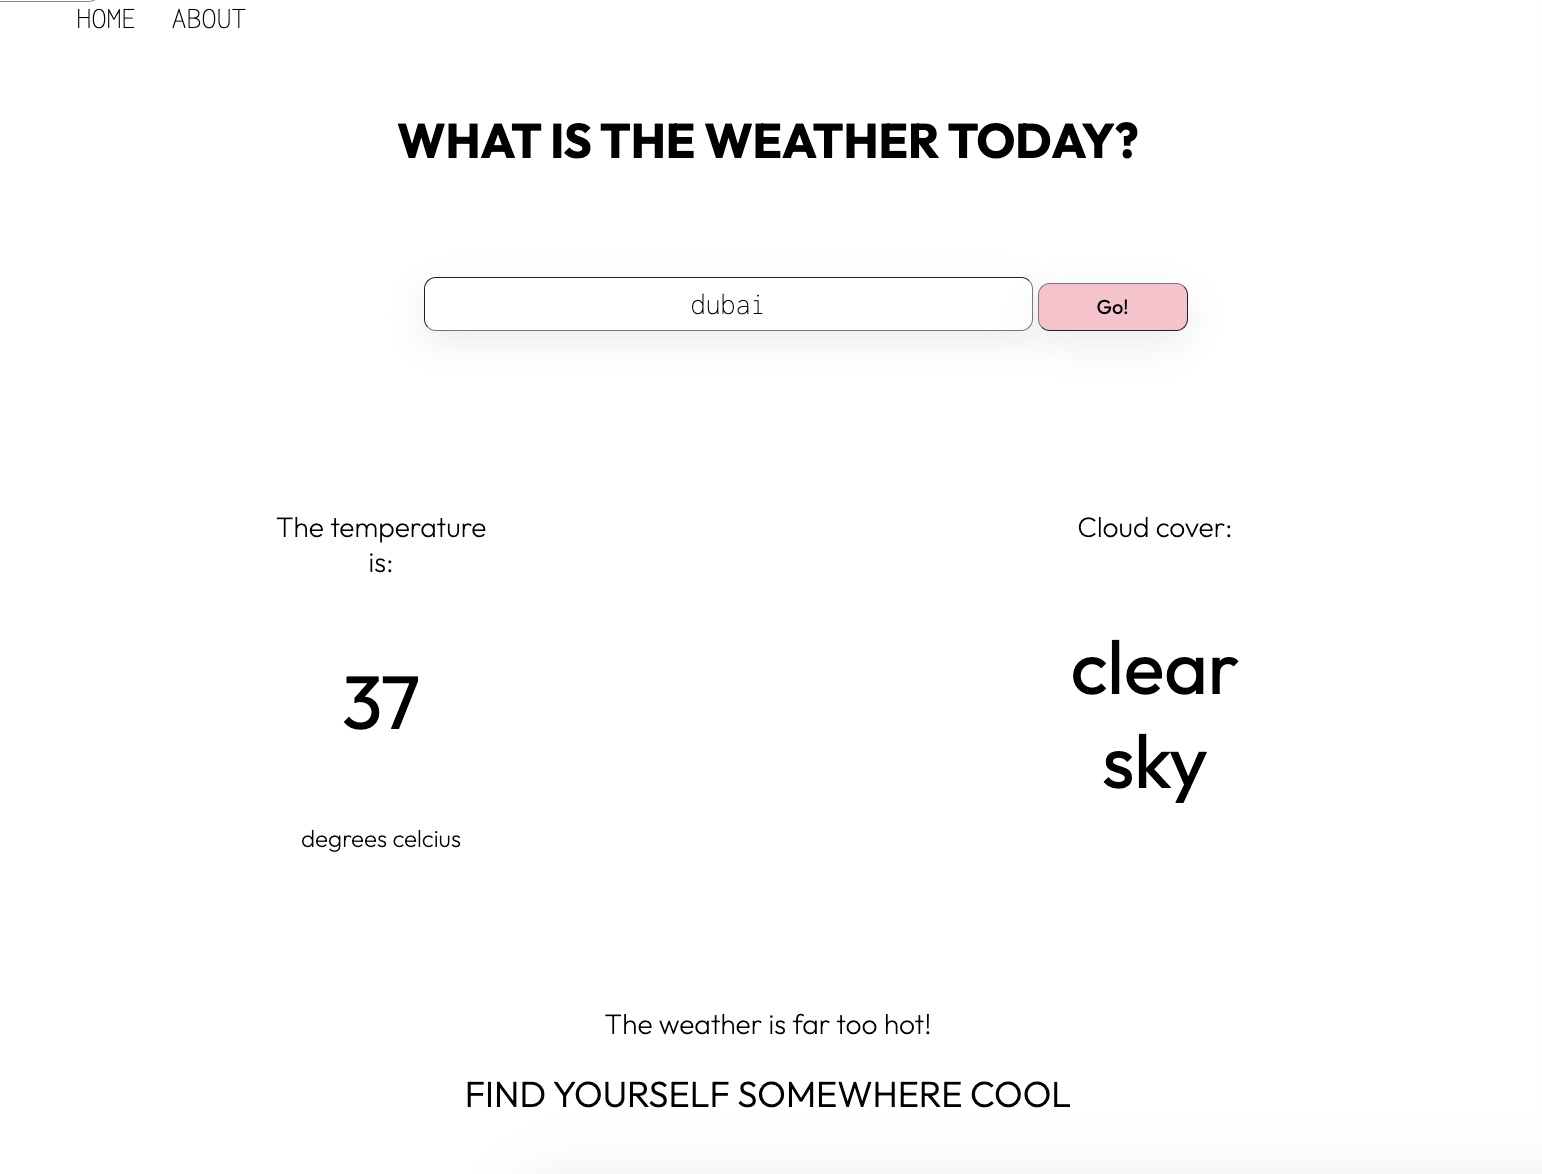 HOME ABOUT
WHAT IS THE WEATHER TODAY?
dubai Go!
The temperature
is:
37
degrees celcius
Cloud cover:
clear
sky
The weather is far too hot!
FIND YOURSELF SOMEWHERE COOL